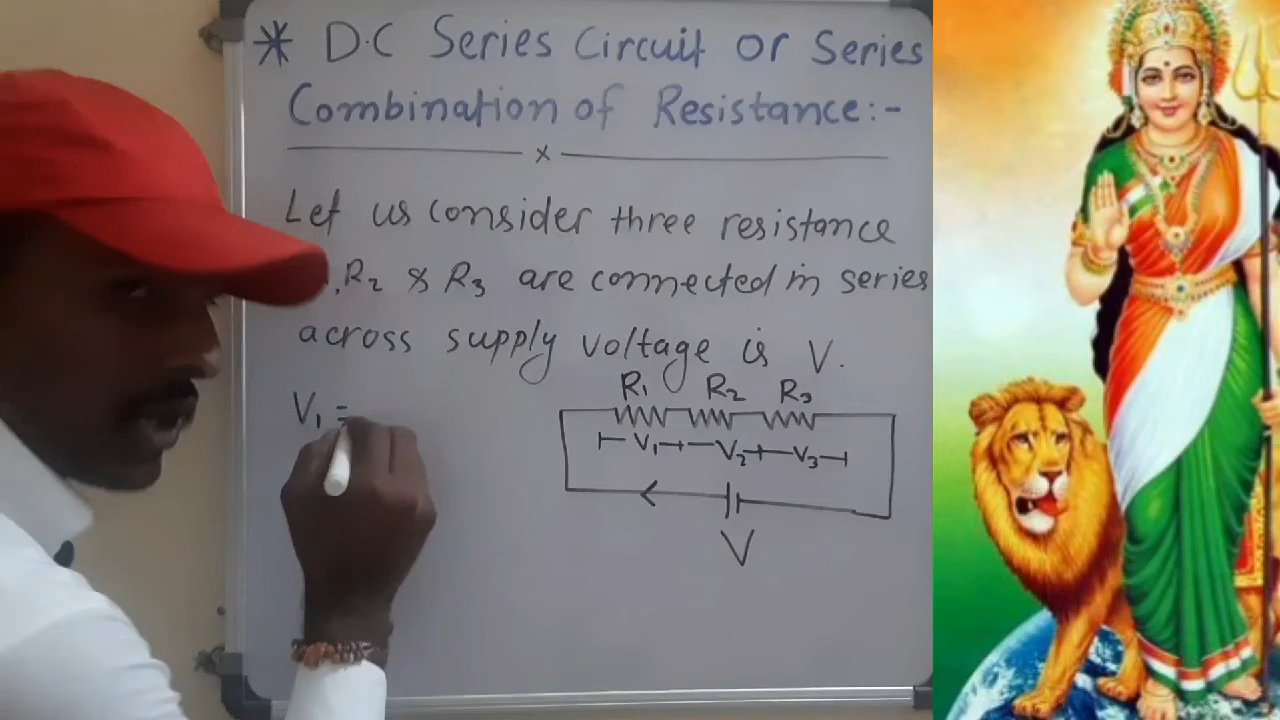 * D.C Series Circuit or Series
Combination of Resistance:-
x
Let us consider three resistance
, R2 & R3 are connected in series
across supply voltage is V.
R1 R2 R3
V1 =
V1 V2 V3
V